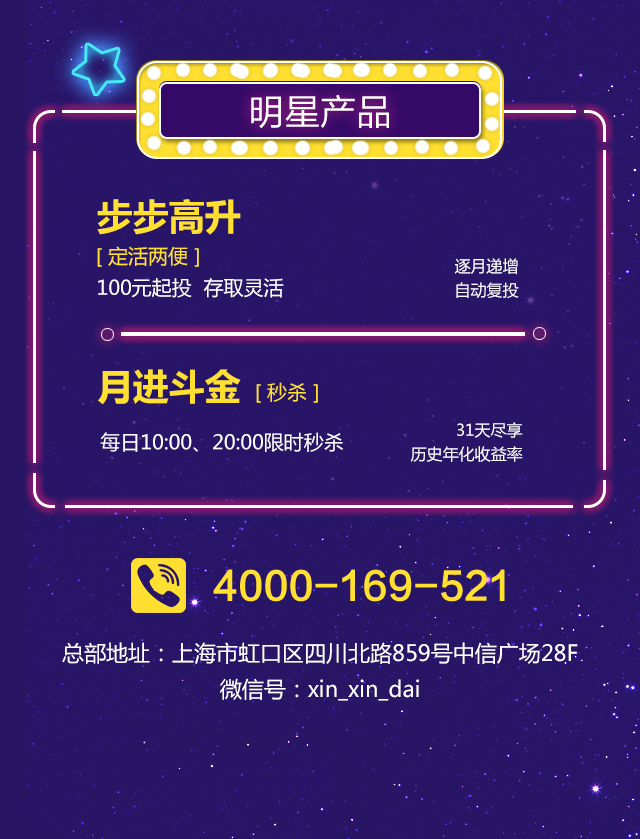 明星产品
步步高升
[ 定活两便 ]
100元起投 存取灵活
逐月递增
自动复投
月进斗金 [ 秒杀 ]
每日10:00、20:00限时秒杀
31天尽享
历史年化收益率
4000-169-521
总部地址：上海市虹口区四川北路859号中信广场28F
微信号：xin_xin_dai